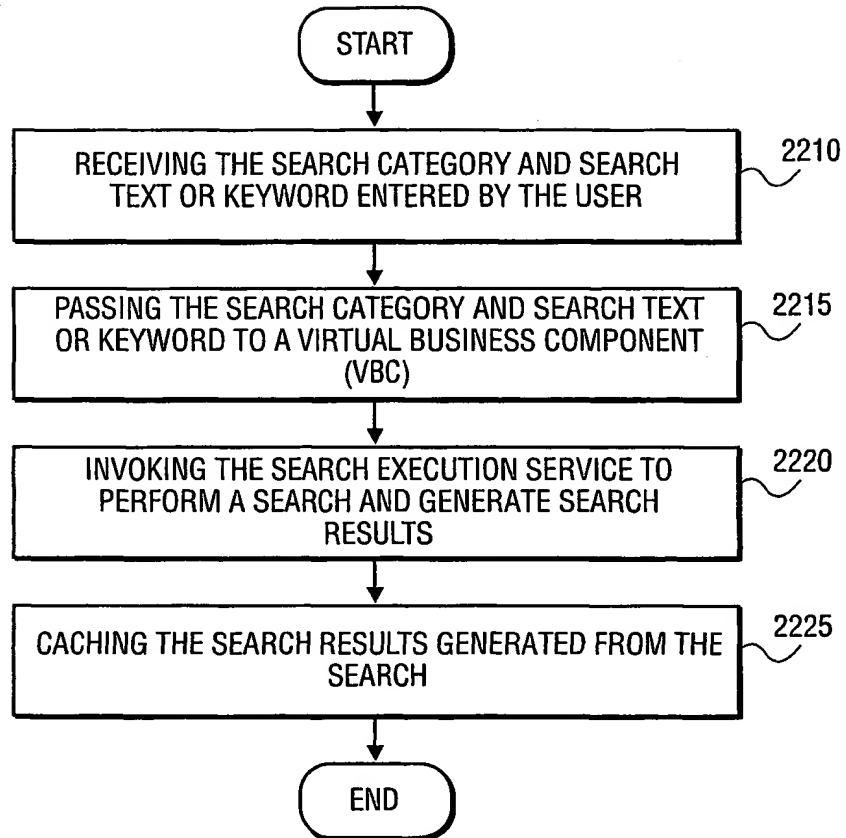 START
RECEIVING THE SEARCH CATEGORY AND SEARCH
TEXT OR KEYWORD ENTERED BY THE USER
2210
PASSING THE SEARCH CATEGORY AND SEARCH TEXT
OR KEYWORD TO A VIRTUAL BUSINESS COMPONENT
(VBC)
2215
INVOKING THE SEARCH EXECUTION SERVICE TO
PERFORM A SEARCH AND GENERATE SEARCH
RESULTS
2220
CACHING THE SEARCH RESULTS GENERATED FROM THE
SEARCH
2225
END